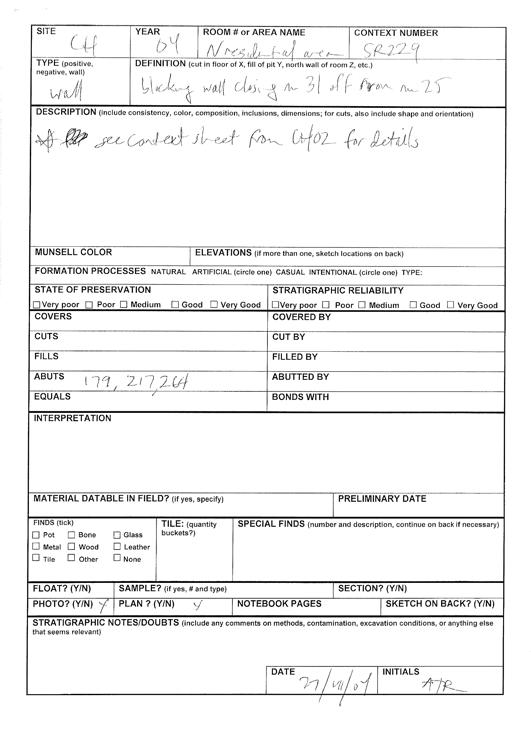 SITE YEAR ROOM # or AREA NAME CONTEXT NUMBER
CH 04 N residential area SR229
TYPE (positive, negative, wall) DEFINITION (cut in floor of X, fill of pit Y, north wall of room Z, etc.)
wall blocking wall closing rm 31 off from rm 25
DESCRIPTION (include consistency, color, composition, inclusions, dimensions; for cuts, also include shape and orientation)
see context sheet from CH/02 for details
MUNSELL COLOR ELEVATIONS (if more than one, sketch locations on back)
FORMATION PROCESSES NATURAL ARTIFICIAL (circle one) CASUAL INTENTIONAL (circle one) TYPE:
STATE OF PRESERVATION STRATIGRAPHIC RELIABILITY
☐Very poor ☐ Poor ☐ Medium ☐ Good ☐ Very Good ☐Very poor ☐ Poor ☐ Medium ☐ Good ☐ Very Good
COVERS COVERED BY
CUTS CUT BY
FILLS FILLED BY
ABUTS 179, 217, 264 ABUTTED BY
EQUALS BONDS WITH
INTERPRETATION
MATERIAL DATABLE IN FIELD? (if yes, specify) PRELIMINARY DATE
FINDS (tick) TILE: (quantity buckets?) SPECIAL FINDS (number and description, continue on back if necessary)
☐ Pot ☐ Bone ☐ Glass
☐ Metal ☐ Wood ☐ Leather
☐ Tile ☐ Other ☐ None
FLOAT? (Y/N) SAMPLE? (if yes, # and type) SECTION? (Y/N)
PHOTO? (Y/N) Y PLAN ? (Y/N) Y NOTEBOOK PAGES SKETCH ON BACK? (Y/N)
STRATIGRAPHIC NOTES/DOUBTS (include any comments on methods, contamination, excavation conditions, or anything else
that seems relevant)
DATE INITIALS
27/VII/04